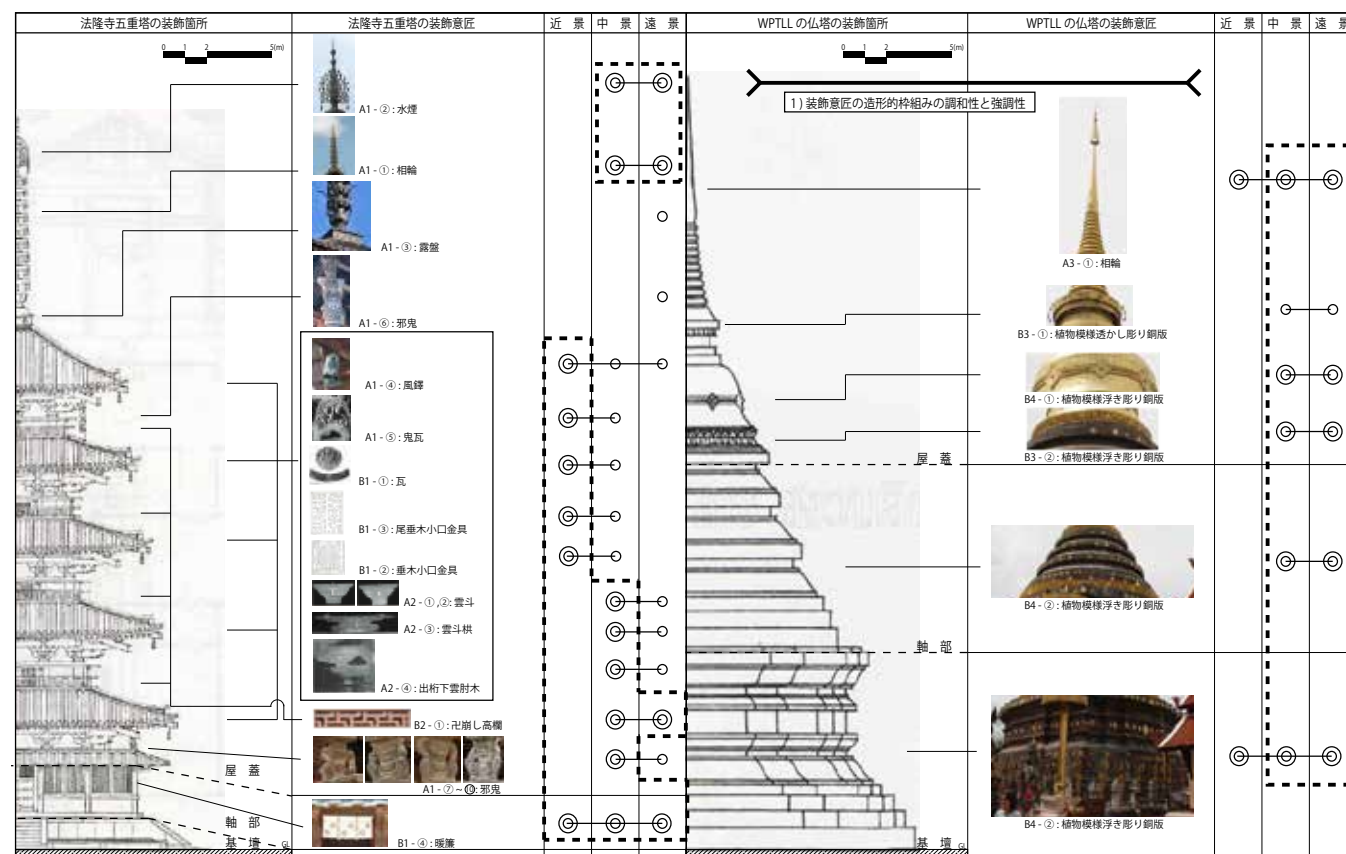 法隆寺五重塔の装飾箇所
法隆寺五重塔の装飾意匠
近 景
中 景
遠 景
WPTLL の仏塔の装飾箇所
WPTLL の仏塔の装飾意匠
近 景
中 景
遠 景
0 1 2 5(m)
A1 - ②：水煙
A1 - ①：相輪
A1 - ③：露盤
A1 - ⑥：邪鬼
A1 - ④：風鐸
A1 - ⑤：鬼瓦
B1 - ①：瓦
B1 - ③：尾垂木小口金具
B1 - ②：垂木小口金具
A2 - ①,②：雲斗
A2 - ③：雲斗栱
A2 - ④：出桁下雲肘木
B2 - ①：卍崩し高欄
A1 - ⑦～⑩：邪鬼
B1 - ④：暖簾
屋 蓋
軸 部
基 壇 GL
0 1 2 5(m)
1 ) 装飾意匠の造形的枠組みの調和性と強調性
A3 - ①：相輪
B3 - ①：植物模様透かし彫り銅版
B4 - ①：植物模様浮き彫り銅版
B3 - ②：植物模様浮き彫り銅版
屋 蓋
B4 - ②：植物模様浮き彫り銅版
軸 部
B4 - ②：植物模様浮き彫り銅版
基 壇 GL